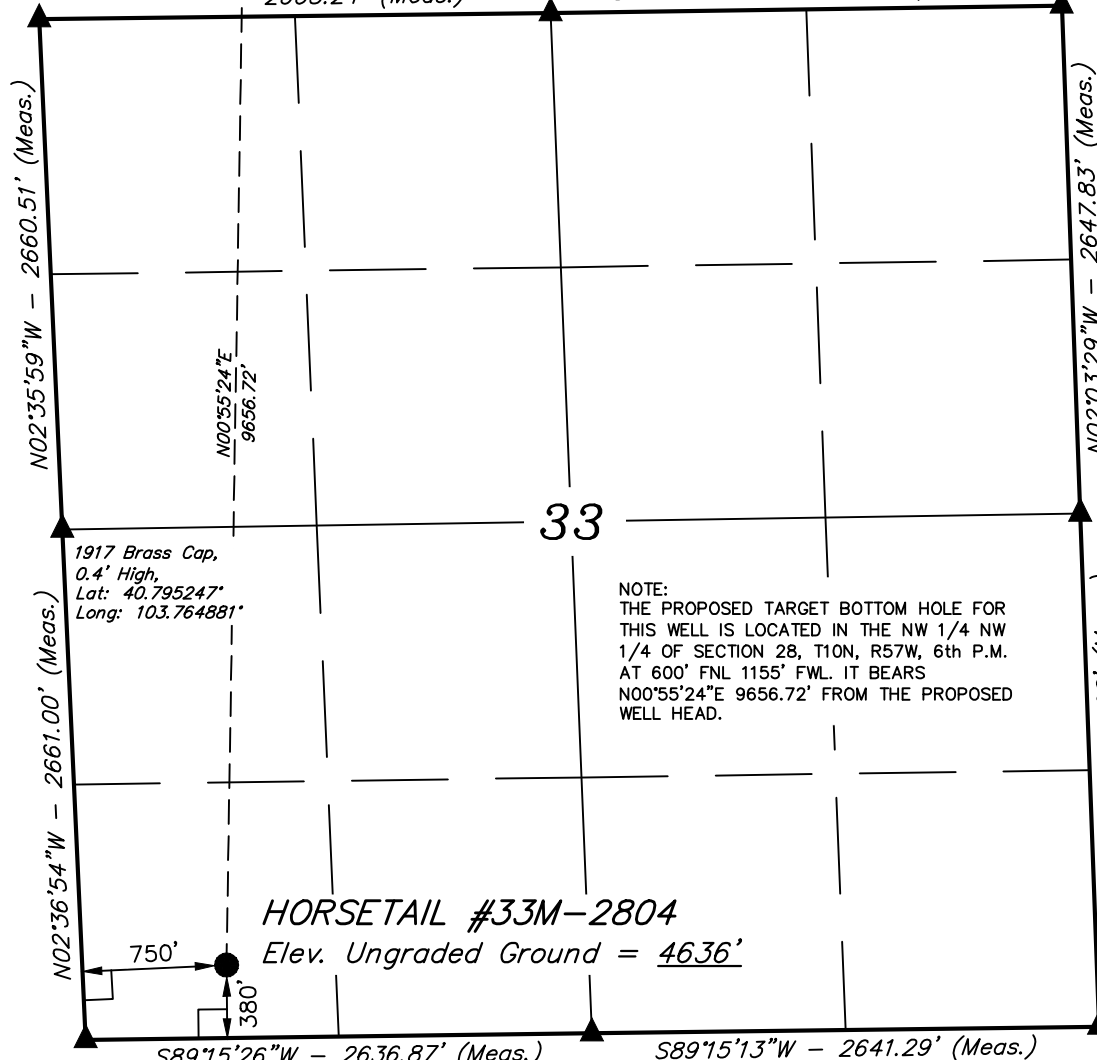 (Meas.)
N02°35'59"W - 2660.51' (Meas.)
2647.83' (Meas.)
N00°55'24"E
9656.72'
33
1917 Brass Cap,
0.4' High,
Lat: 40.795247°
Long: 103.764881°
NOTE:
THE PROPOSED TARGET BOTTOM HOLE FOR
THIS WELL IS LOCATED IN THE NW 1/4 NW
1/4 OF SECTION 28, T10N, R57W, 6th P.M.
AT 600' FNL 1155' FWL. IT BEARS
N00°55'24"E 9656.72' FROM THE PROPOSED
WELL HEAD.
N02°36'54"W - 2661.00' (Meas.)
HORSETAIL #33M-2804
Elev. Ungraded Ground = 4636'
750'
380'
S89°15'26"W - 2636.87' (Meas.)
S89°15'13"W - 2641.29' (Meas.)